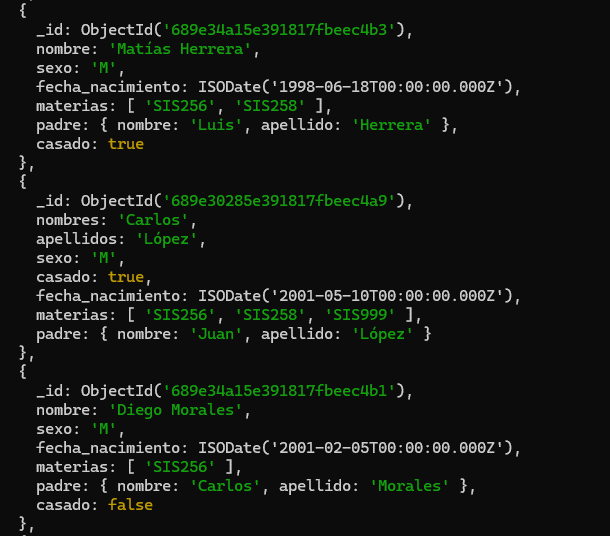 {
_id: ObjectId('689e34a15e391817fbeec4b3'),
nombre: 'Matías Herrera',
sexo: 'M',
fecha_nacimiento: ISODate('1998-06-18T00:00:00.000Z'),
materias: [ 'SIS256', 'SIS258' ],
padre: { nombre: 'Luis', apellido: 'Herrera' },
casado: true
},
{
_id: ObjectId('689e30285e391817fbeec4a9'),
nombres: 'Carlos',
apellidos: 'López',
sexo: 'M',
casado: true,
fecha_nacimiento: ISODate('2001-05-10T00:00:00.000Z'),
materias: [ 'SIS256', 'SIS258', 'SIS999' ],
padre: { nombre: 'Juan', apellido: 'López' }
},
{
_id: ObjectId('689e34a15e391817fbeec4b1'),
nombre: 'Diego Morales',
sexo: 'M',
fecha_nacimiento: ISODate('2001-02-05T00:00:00.000Z'),
materias: [ 'SIS256' ],
padre: { nombre: 'Carlos', apellido: 'Morales' },
casado: false
},